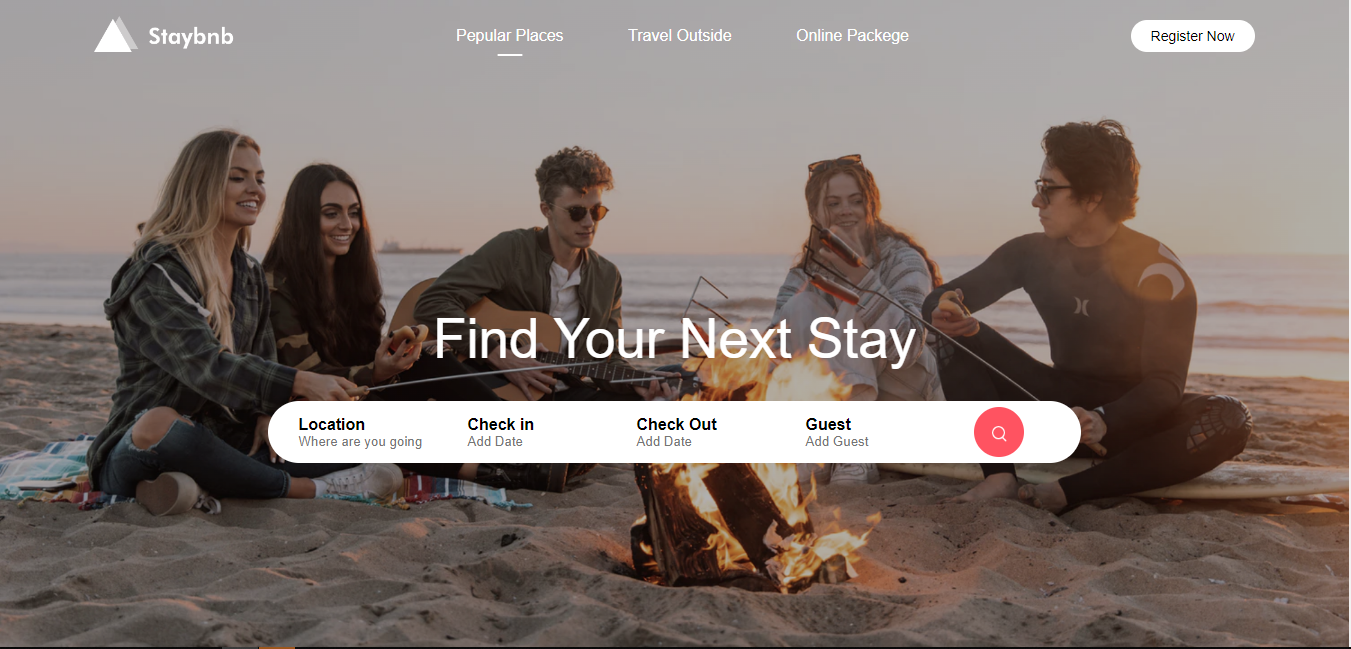 Staybnb
Pepular Places
Travel Outside
Online Packege
Register Now
Find Your Next Stay
Location
Where are you going
Check in
Add Date
Check Out
Add Date
Guest
Add Guest